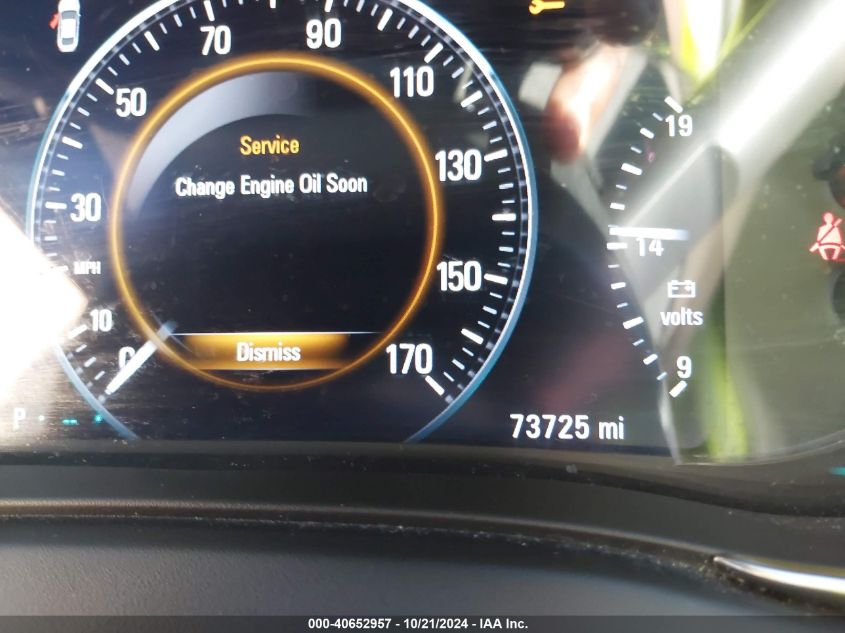 70 90
50 110
19
Service
130
Change Engine Oil Soon
30
14
MPH
150
volts
10
0 Dismiss 170
9
P
73725 mi
000-40652957 - 10/21/2024 - IAA Inc.